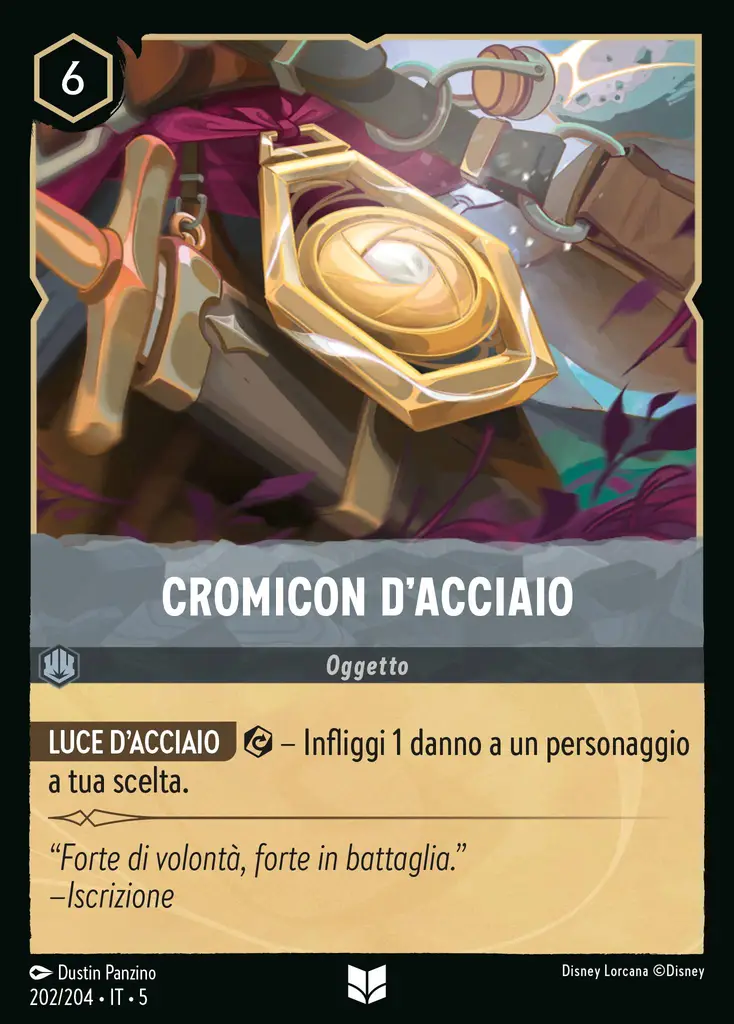 6
CROMICON D'ACCIAIO
Oggetto
LUCE D'ACCIAIO – Infliggi 1 danno a un personaggio
a tua scelta.
“Forte di volontà, forte in battaglia.”
–Iscrizione
Dustin Panzino
Disney Lorcana ©Disney
202/204 • IT • 5